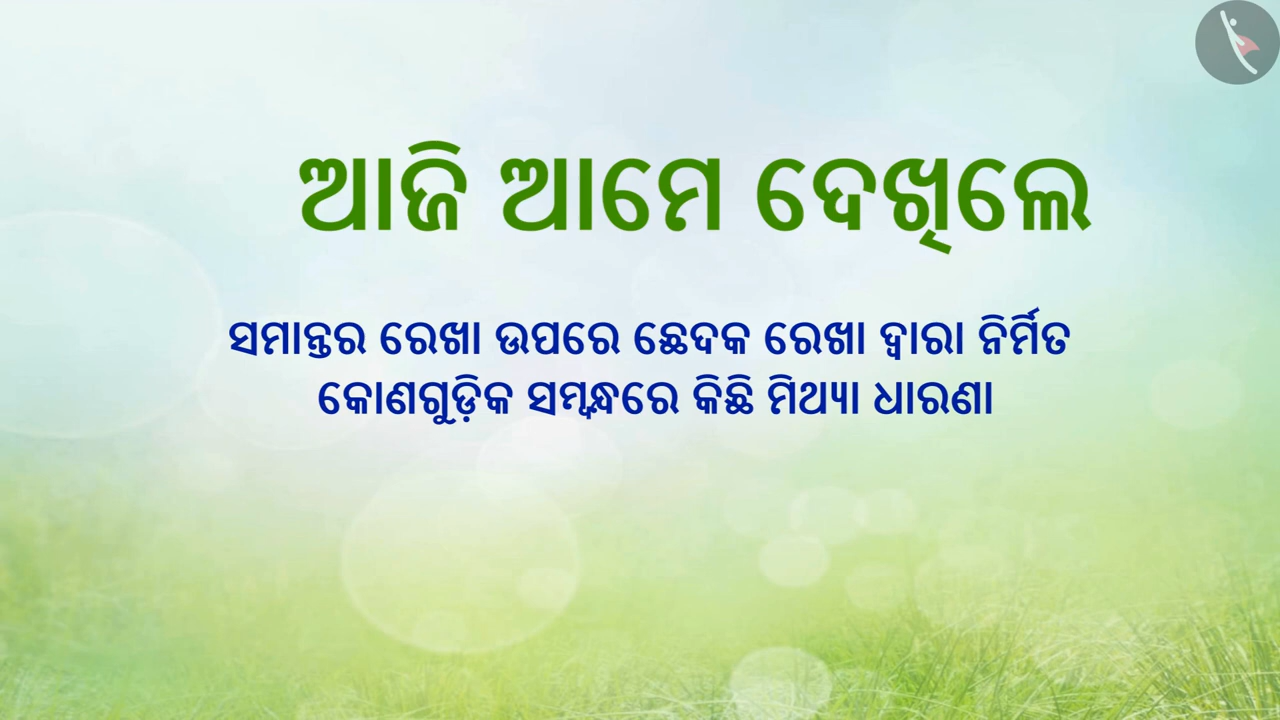 ଆଜି ଆମେ ଦେଖିଲେ
ସମାନ୍ତର ରେଖା ଉପରେ ଛେଦକ ରେଖା ଦ୍ୱାରା ନିର୍ମିତ
କୋଣଗୁଡ଼ିକ ସମ୍ବନ୍ଧରେ କିଛି ମିଥ୍ୟା ଧାରଣା